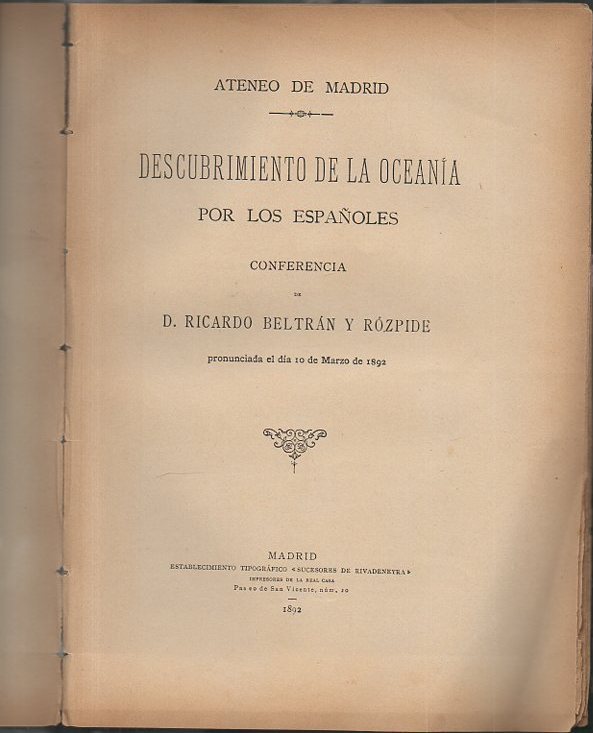 ATENEO DE MADRID
DESCUBRIMIENTO DE LA OCEANÍA
POR LOS ESPAÑOLES
CONFERENCIA
DE
D. RICARDO BELTRÁN Y RÓZPIDE
pronunciada el día 10 de Marzo de 1892
MADRID
ESTABLECIMIENTO TIPOGRÁFICO «SUCESORES DE RIVADENEYRA»
IMPRESORES DE LA REAL CASA
Paseo de San Vicente, núm. 20
1892